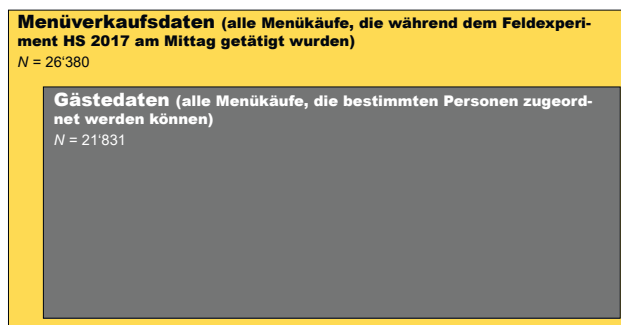 Menüverkaufsdaten (alle Menükäufe, die während dem Feldexperi-
ment HS 2017 am Mittag getätigt wurden)
N = 26‘380
Gästedaten (alle Menükäufe, die bestimmten Personen zugeord-
net werden können)
N = 21‘831